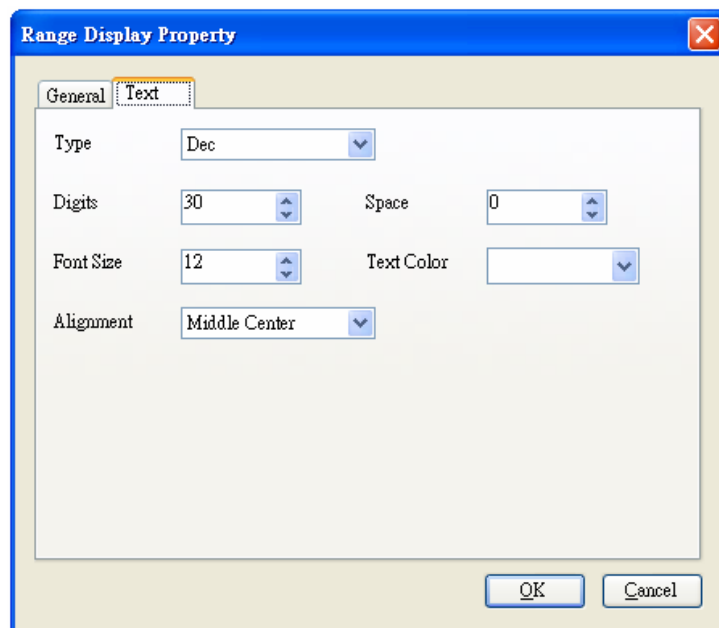 Range Display Property
General Text
Type Dec
Digits 30 Space 0
Font Size 12 Text Color
Alignment Middle Center
OK Cancel